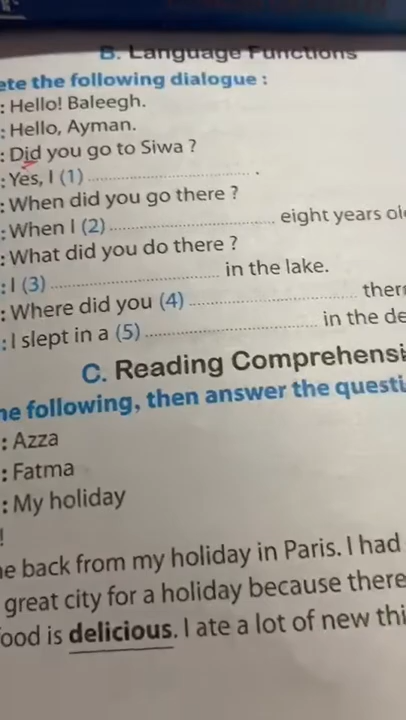 B. Language Functions
ete the following dialogue :
: Hello! Baleegh.
: Hello, Ayman.
: Did you go to Siwa ?
: Yes, I (1) ........................................ .
: When did you go there ?
: When I (2) ........................................ eight years ol
: What did you do there ?
: I (3) ........................................ in the lake.
: Where did you (4) ........................................ ther
: I slept in a (5) ........................................ in the de
C. Reading Comprehensi
he following, then answer the questi
: Azza
: Fatma
: My holiday
!
e back from my holiday in Paris. I had
great city for a holiday because there
ood is delicious. I ate a lot of new thi